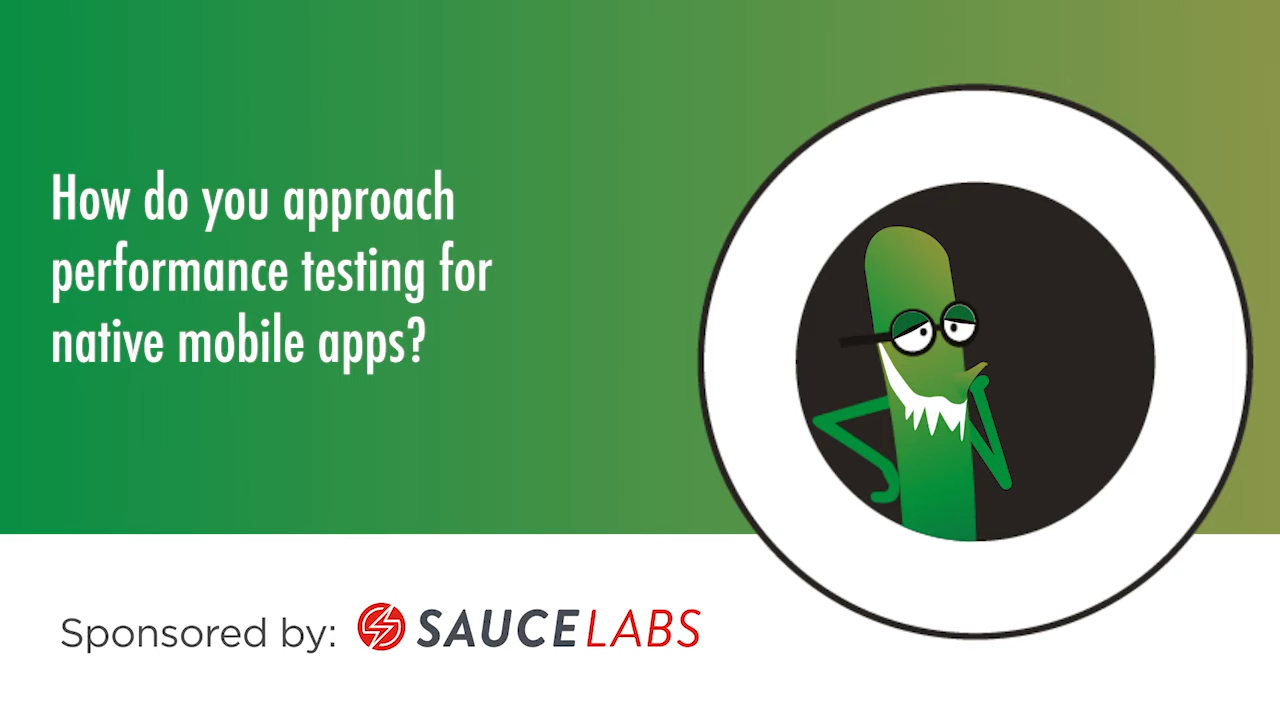 How do you approach
performance testing for
native mobile apps?
Sponsored by: SAUCELABS